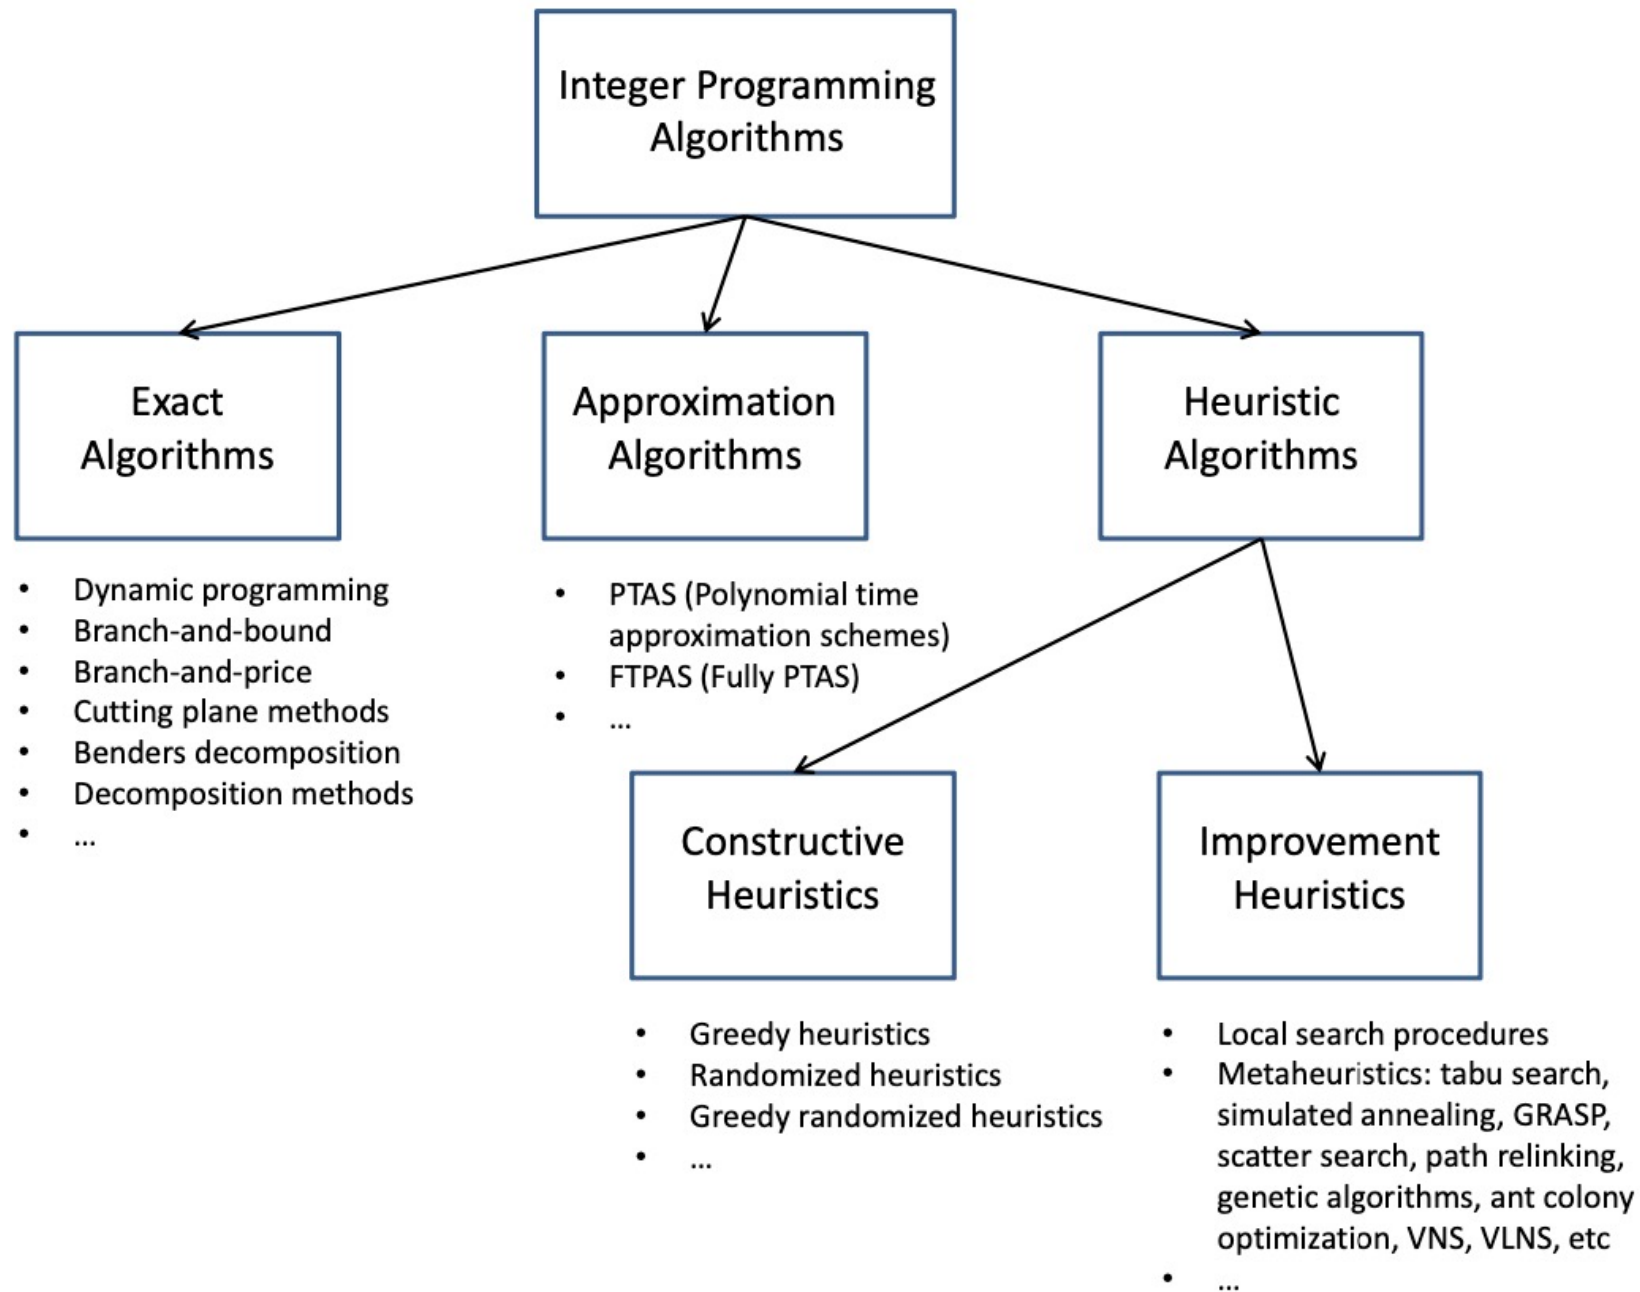 Integer Programming
Algorithms
Exact
Algorithms
Approximation
Algorithms
Heuristic
Algorithms
• Dynamic programming
• Branch-and-bound
• Branch-and-price
• Cutting plane methods
• Benders decomposition
• Decomposition methods
• ...
• PTAS (Polynomial time
approximation schemes)
• FTPAS (Fully PTAS)
• ...
Constructive
Heuristics
Improvement
Heuristics
• Greedy heuristics
• Randomized heuristics
• Greedy randomized heuristics
• ...
• Local search procedures
• Metaheuristics: tabu search,
simulated annealing, GRASP,
scatter search, path relinking,
genetic algorithms, ant colony
optimization, VNS, VLNS, etc
• ...